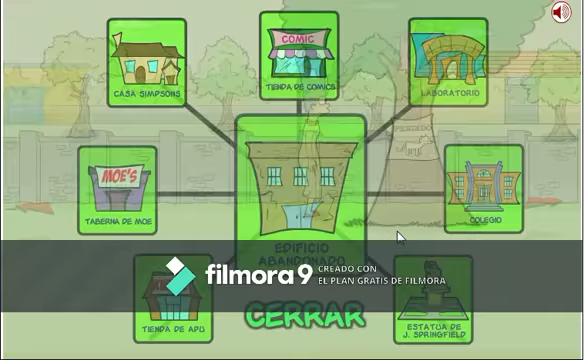 COMIC
CASA SIMPSONS
TIENDA DE COMICS
LABORATORIO
MOE'S
TABERNA DE MOE
COLEGIO
EDIFICIO
ABANDONADO
filmora9
CREADO CON
EL PLAN GRATIS DE FILMORA
TIENDA DE APU
CERRAR
ESTATUA DE
J. SPRINGFIELD